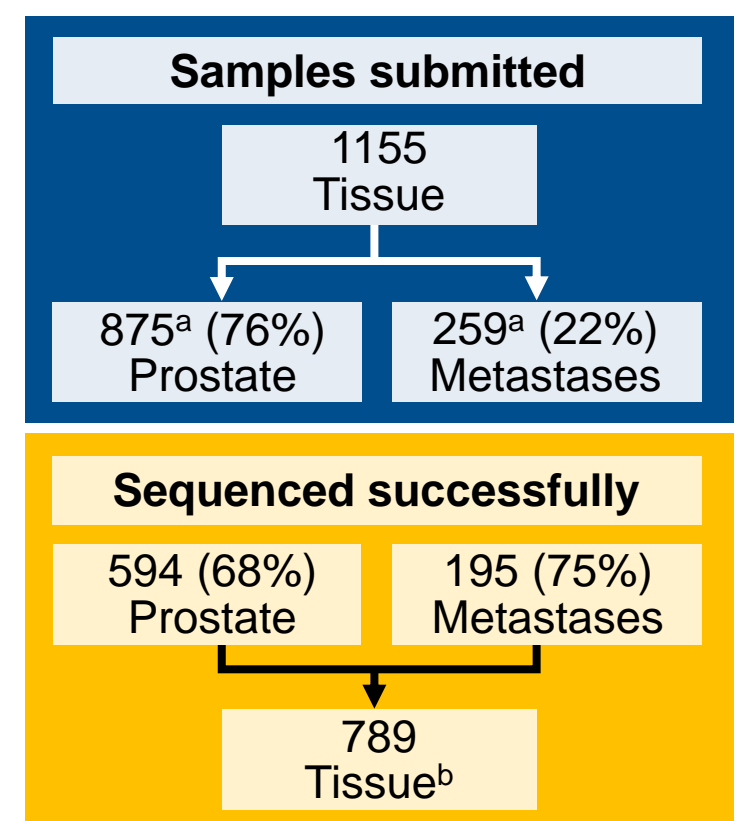 Samples submitted
1155
Tissue
875ᵃ (76%)
Prostate
259ᵃ (22%)
Metastases
Sequenced successfully
594 (68%)
Prostate
195 (75%)
Metastases
789
Tissueᵇ